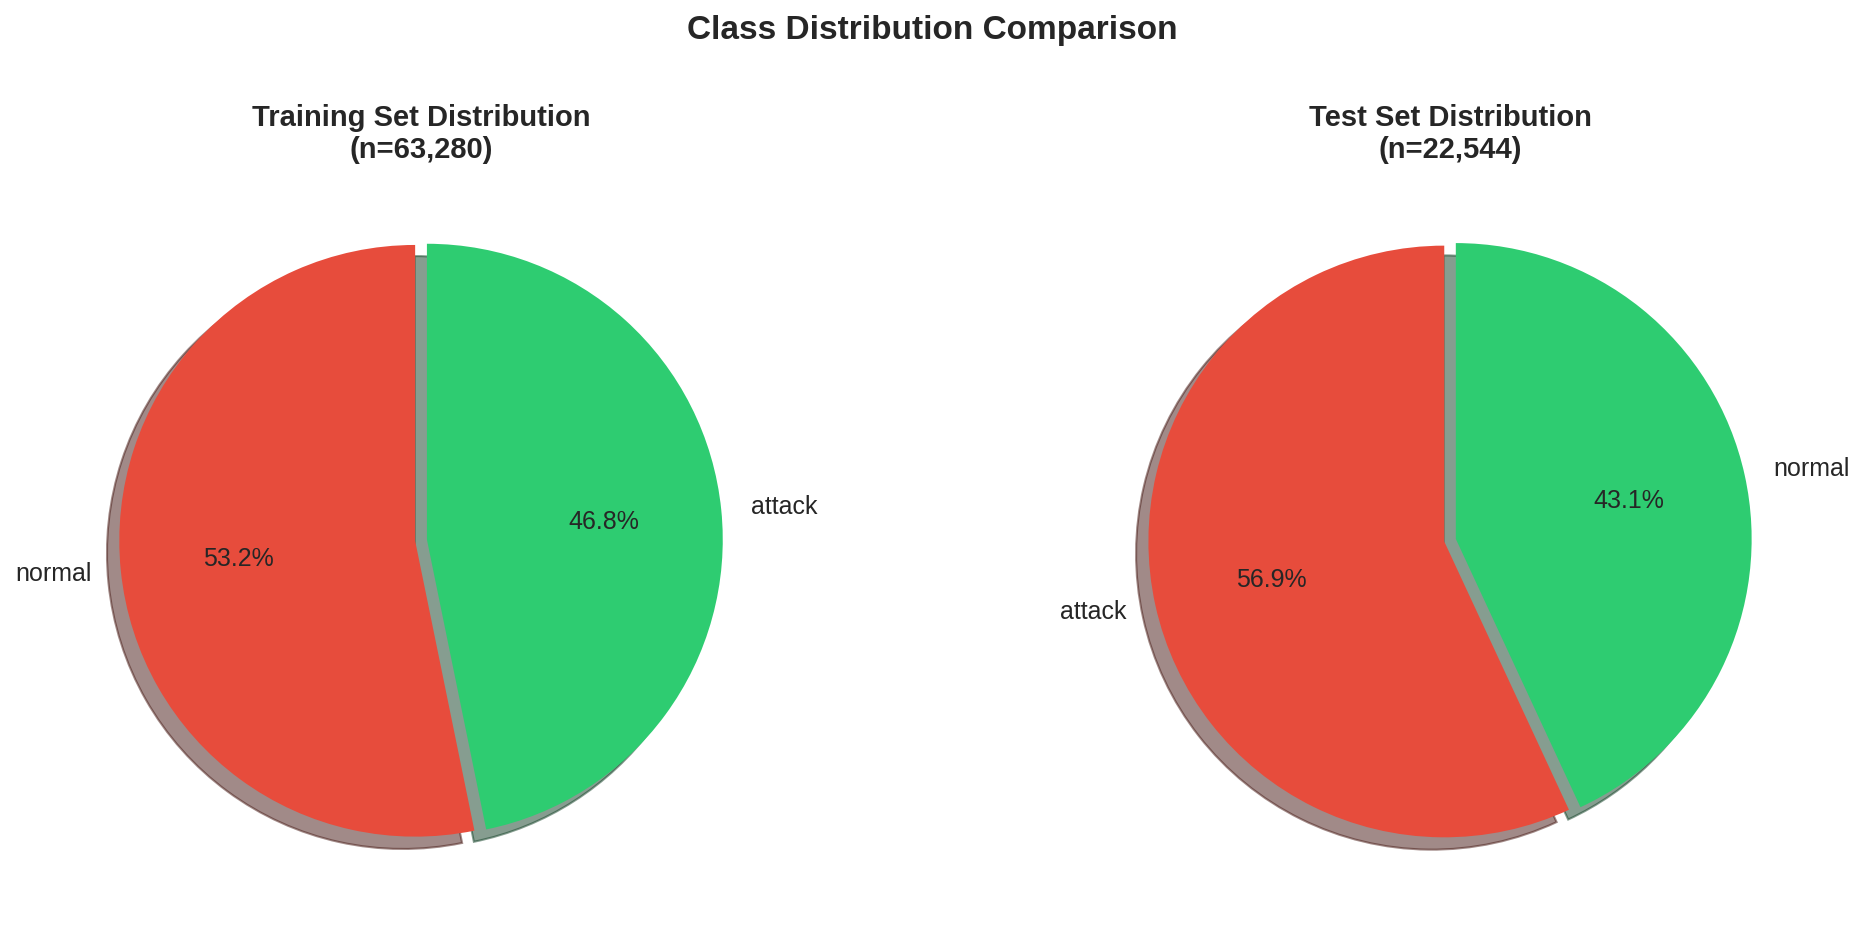 Class Distribution Comparison
Training Set Distribution
(n=63,280)
normal
53.2%
46.8%
attack
Test Set Distribution
(n=22,544)
attack
56.9%
43.1%
normal